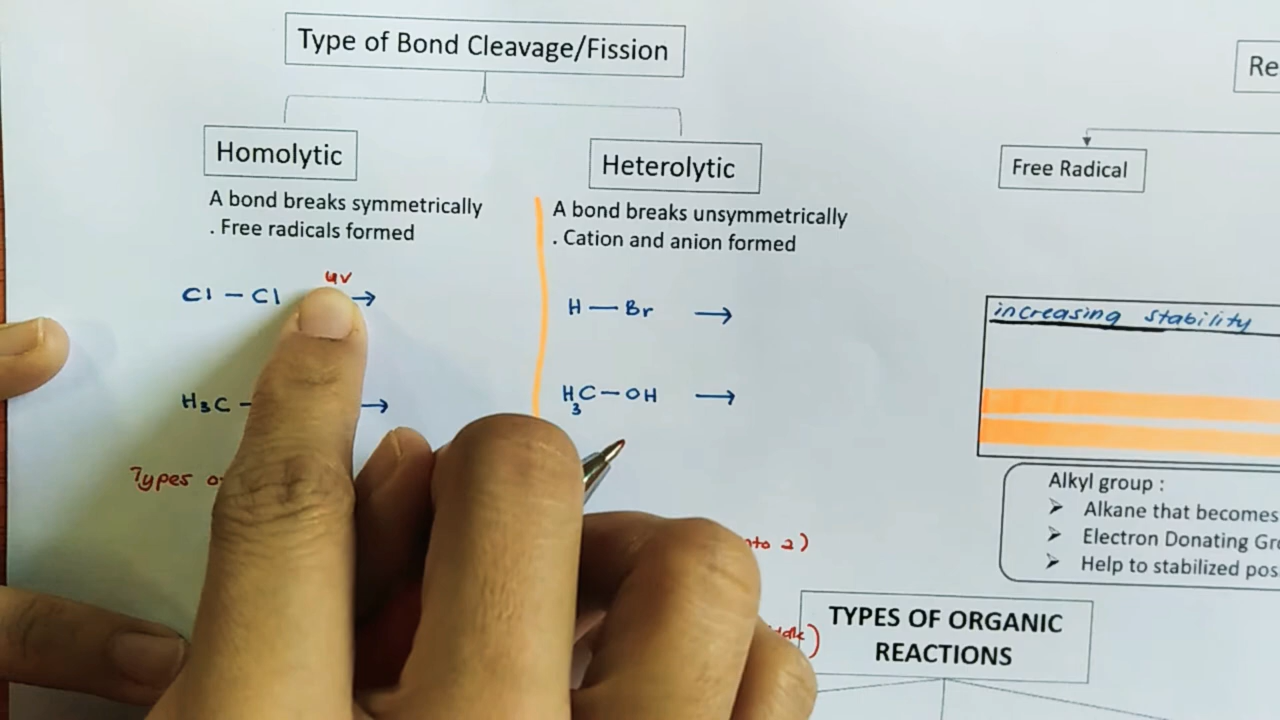 Type of Bond Cleavage/Fission
Re
Homolytic
Heterolytic
Free Radical
A bond breaks symmetrically
. Free radicals formed
A bond breaks unsymmetrically
. Cation and anion formed
Cl – Cl uv →
H — Br →
increasing stability
H₃C – →
H₃C – OH →
Types
2)
Alkyl group :
➤ Alkane that becomes
➤ Electron Donating
➤ Help to stabilized
TYPES OF ORGANIC
REACTIONS